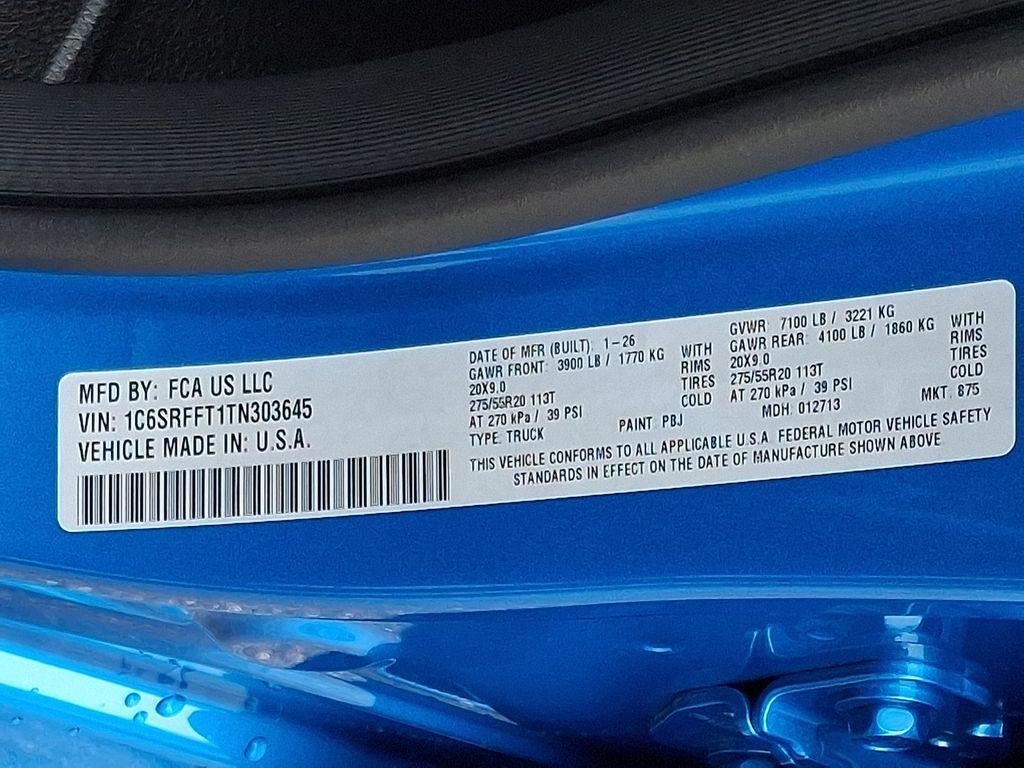 MFD BY: FCA US LLC
VIN: 1C6SRFFT1TN303645
VEHICLE MADE IN: U.S.A.
DATE OF MFR (BUILT): 1-26
GAWR FRONT: 3900 LB / 1770 KG WITH
20X9.0 RIMS
275/55R20 113T TIRES
AT 270 kPa / 39 PSI COLD
TYPE: TRUCK PAINT: PBJ
GVWR: 7100 LB / 3221 KG
GAWR REAR: 4100 LB / 1860 KG WITH
20X9.0 RIMS
275/55R20 113T TIRES
AT 270 kPa / 39 PSI COLD
MDH: 012713 MKT: 875
THIS VEHICLE CONFORMS TO ALL APPLICABLE U.S.A. FEDERAL MOTOR VEHICLE SAFETY
STANDARDS IN EFFECT ON THE DATE OF MANUFACTURE SHOWN ABOVE.